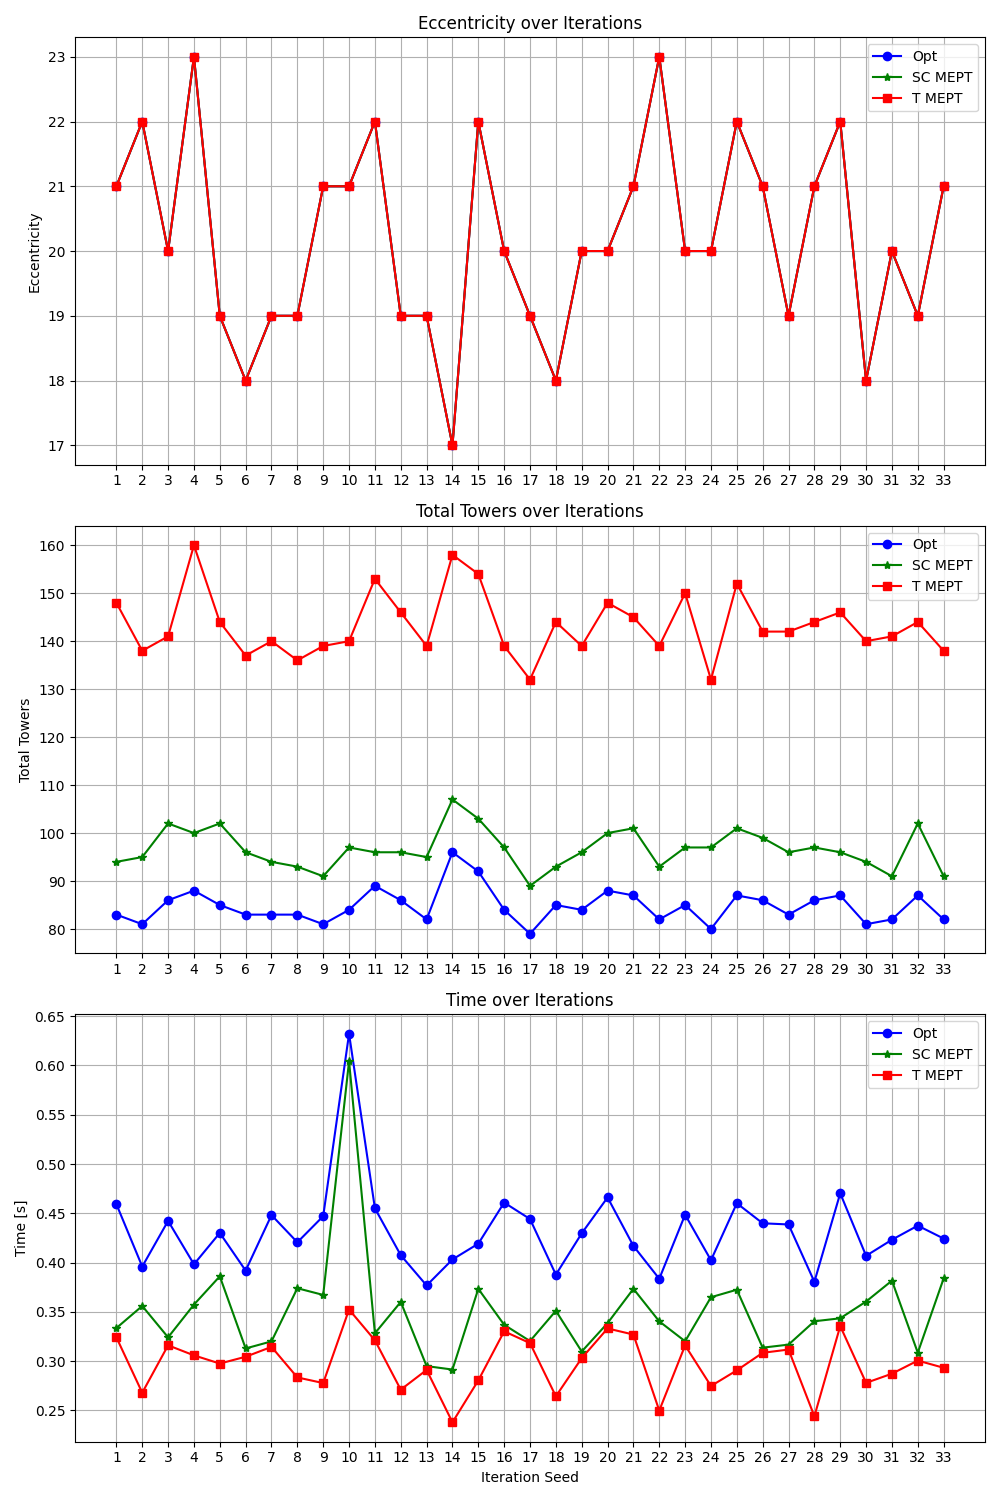 Eccentricity over Iterations
Opt
SC MEPT
T MEPT
Eccentricity
23
22
21
20
19
18
17
1 2 3 4 5 6 7 8 9 10 11 12 13 14 15 16 17 18 19 20 21 22 23 24 25 26 27 28 29 30 31 32 33
Total Towers over Iterations
Opt
SC MEPT
T MEPT
Total Towers
160
150
140
130
120
110
100
90
80
1 2 3 4 5 6 7 8 9 10 11 12 13 14 15 16 17 18 19 20 21 22 23 24 25 26 27 28 29 30 31 32 33
Time over Iterations
Opt
SC MEPT
T MEPT
Time [s]
0.65
0.60
0.55
0.50
0.45
0.40
0.35
0.30
0.25
1 2 3 4 5 6 7 8 9 10 11 12 13 14 15 16 17 18 19 20 21 22 23 24 25 26 27 28 29 30 31 32 33
Iteration Seed